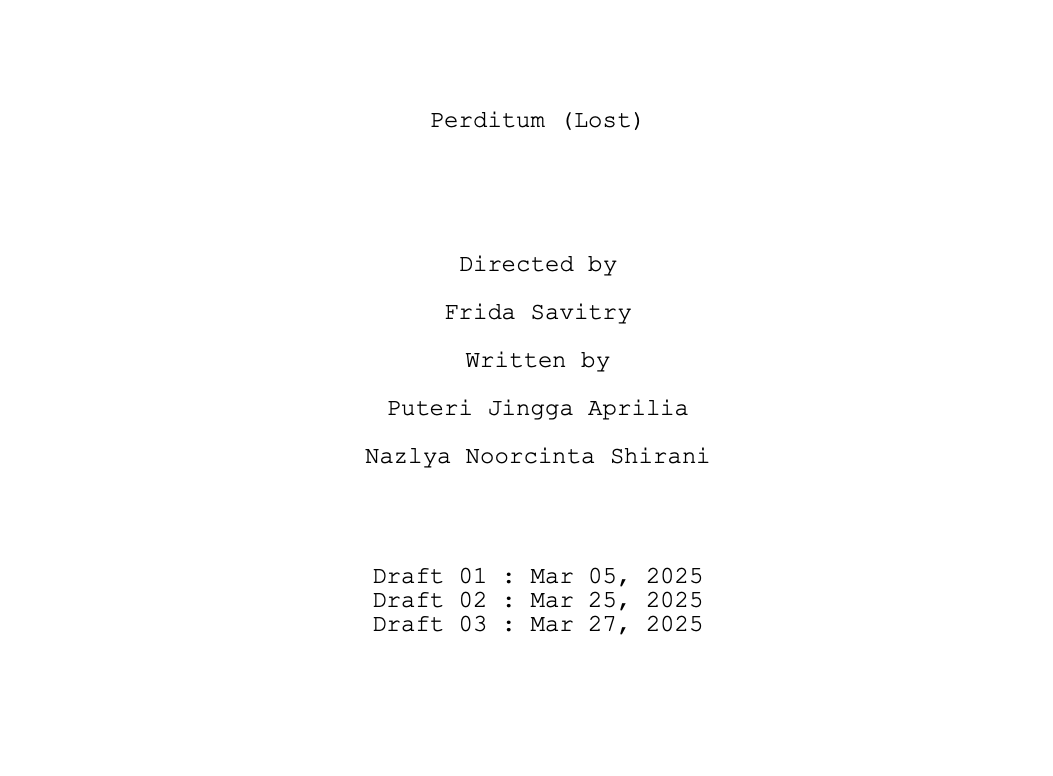 Perditum (Lost)
Directed by
Frida Savitry
Written by
Puteri Jingga Aprilia
Nazlya Noorcinta Shirani
Draft 01 : Mar 05, 2025
Draft 02 : Mar 25, 2025
Draft 03 : Mar 27, 2025